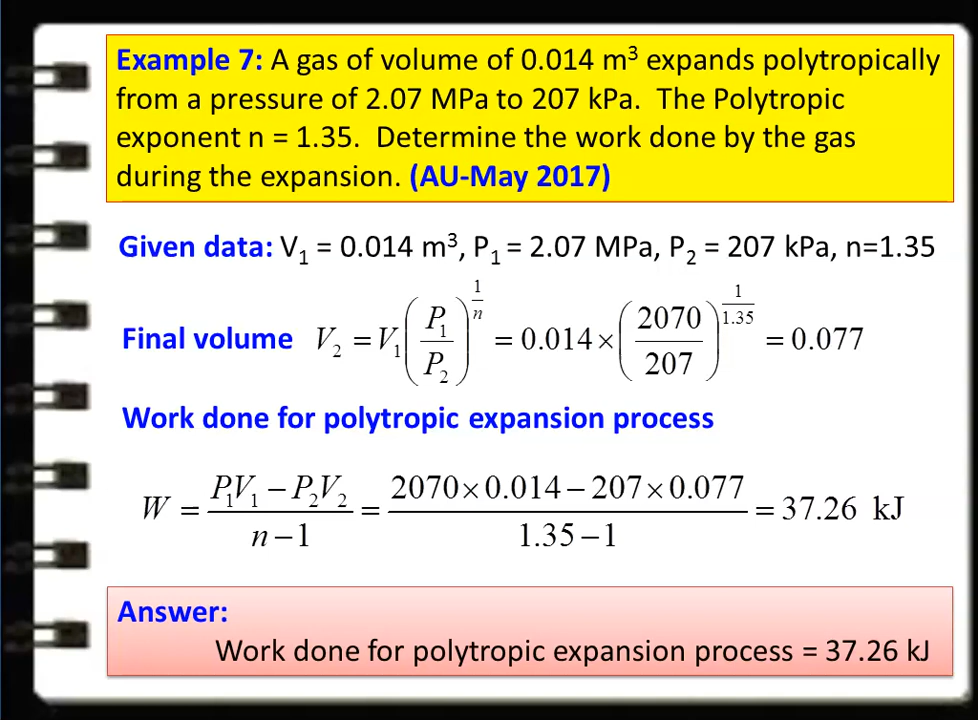 Example 7: A gas of volume of 0.014 m³ expands polytropically
from a pressure of 2.07 MPa to 207 kPa. The Polytropic
exponent n = 1.35. Determine the work done by the gas
during the expansion. (AU-May 2017)
Given data: V₁ = 0.014 m³, P₁ = 2.07 MPa, P₂ = 207 kPa, n=1.35
Final volume V₂ = V₁(P₁/P₂)^(1/n) = 0.014 × (2070/207)^(1/1.35) = 0.077
Work done for polytropic expansion process
W = (P₁V₁ − P₂V₂)/(n − 1) = (2070 × 0.014 − 207 × 0.077)/(1.35 − 1) = 37.26 kJ
Answer:
Work done for polytropic expansion process = 37.26 kJ